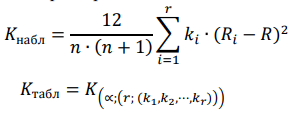 K_набл = 12 / (n · (n + 1)) ∑_{i=1}^{r} k_i · (R_i − R)²
K_табл = K_(∝;(r; (k_1,k_2,⋯,k_r)))